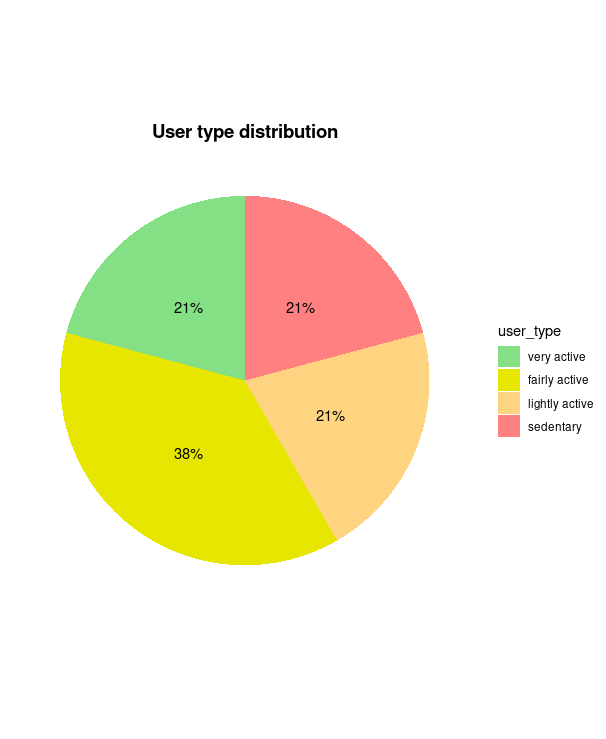 User type distribution
21%
21%
21%
38%
user_type
very active
fairly active
lightly active
sedentary